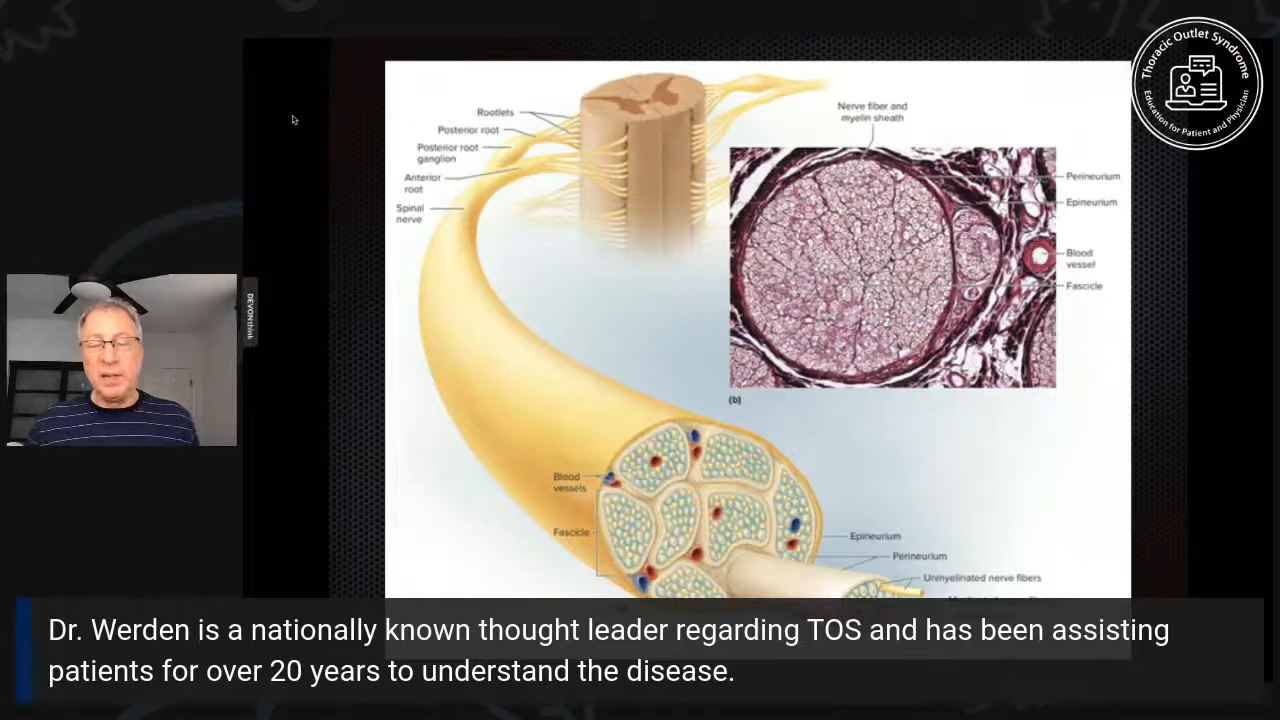 Thoracic Outlet Syndrome
Education for Patient and Physician
Rootlets
Posterior root
Posterior root
ganglion
Anterior
root
Spinal
nerve
Nerve fiber and
myelin sheath
Perineurium
Epineurium
Blood
vessel
Fascicle
(b)
DEVONthink
Blood
vessels
Fascicle
Epineurium
Perineurium
Unmyelinated nerve fibers
Dr. Werden is a nationally known thought leader regarding TOS and has been assisting
patients for over 20 years to understand the disease.